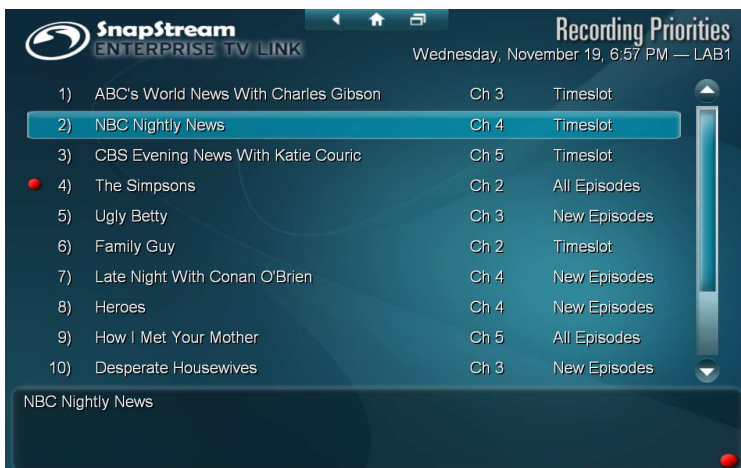 SnapStream
ENTERPRISE TV LINK
Recording Priorities
Wednesday, November 19, 6:57 PM — LAB1
1) ABC's World News With Charles Gibson Ch 3 Timeslot
2) NBC Nightly News Ch 4 Timeslot
3) CBS Evening News With Katie Couric Ch 5 Timeslot
4) The Simpsons Ch 2 All Episodes
5) Ugly Betty Ch 3 New Episodes
6) Family Guy Ch 2 Timeslot
7) Late Night With Conan O'Brien Ch 4 New Episodes
8) Heroes Ch 4 New Episodes
9) How I Met Your Mother Ch 5 All Episodes
10) Desperate Housewives Ch 3 New Episodes
NBC Nightly News